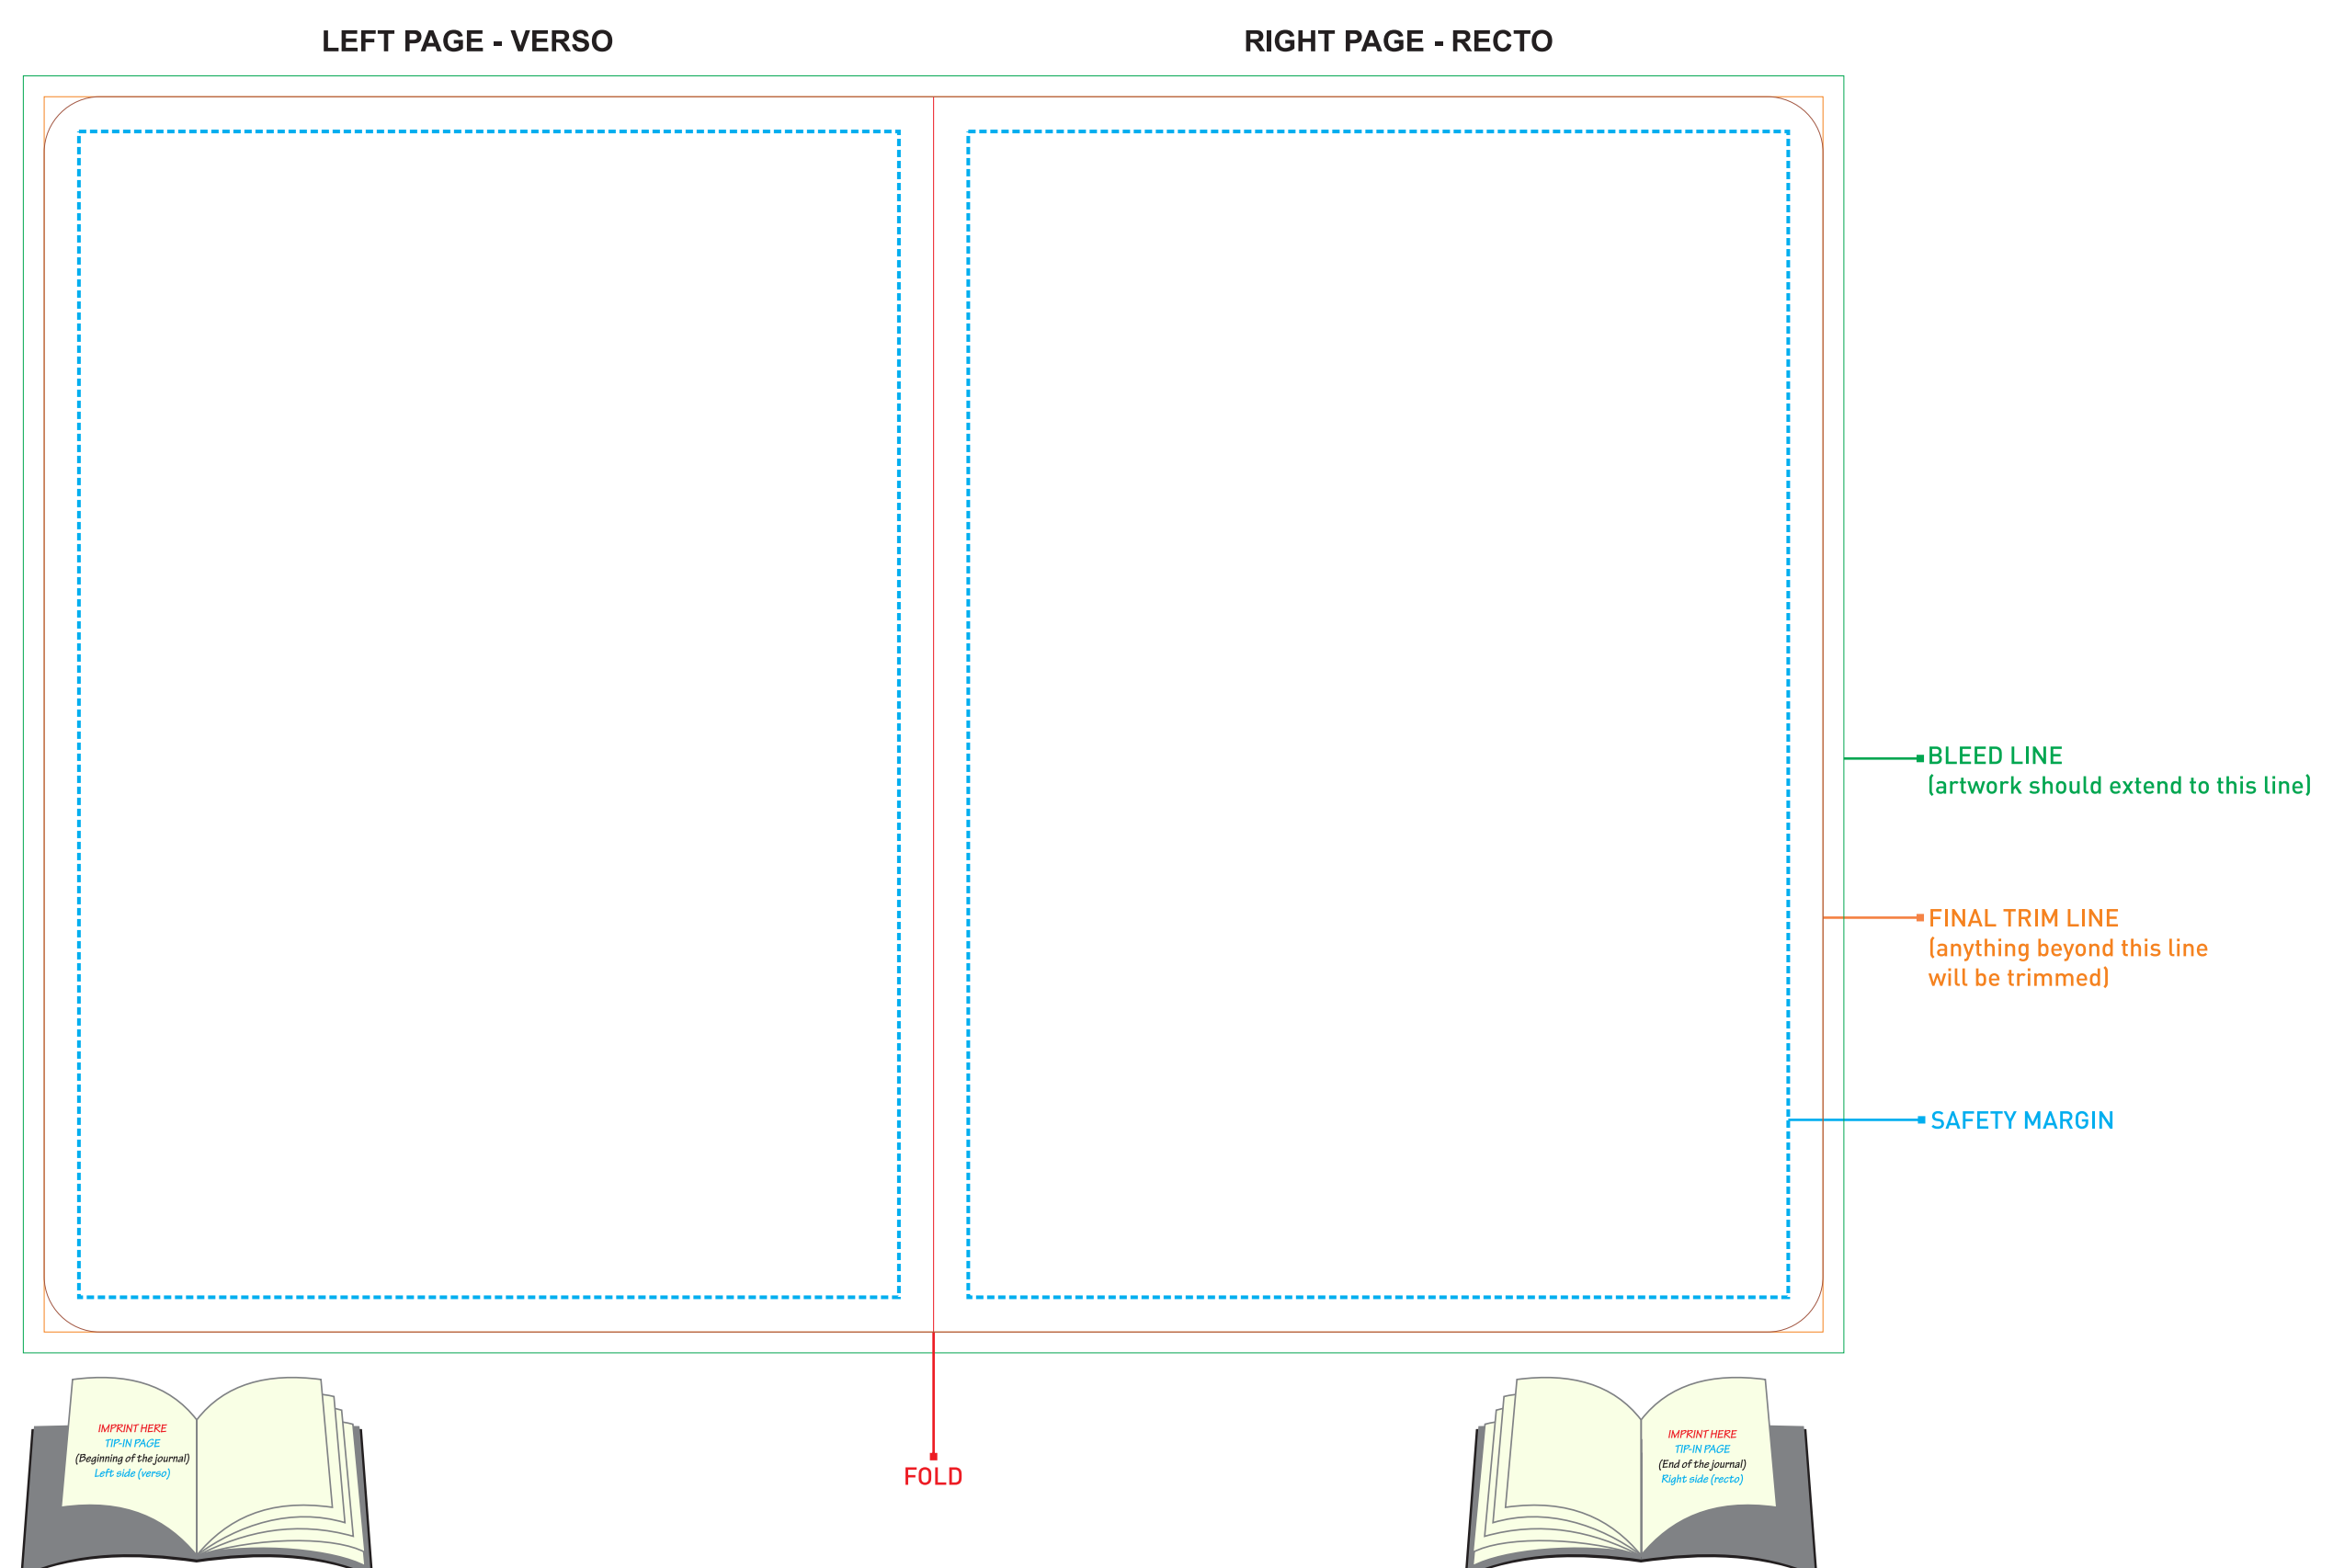 LEFT PAGE - VERSO
RIGHT PAGE - RECTO
BLEED LINE
(artwork should extend to this line)
FINAL TRIM LINE
(anything beyond this line
will be trimmed)
SAFETY MARGIN
IMPRINT HERE
TIP-IN PAGE
(Beginning of the journal)
Left side (verso)
FOLD
IMPRINT HERE
TIP-IN PAGE
(End of the journal)
Right side (recto)